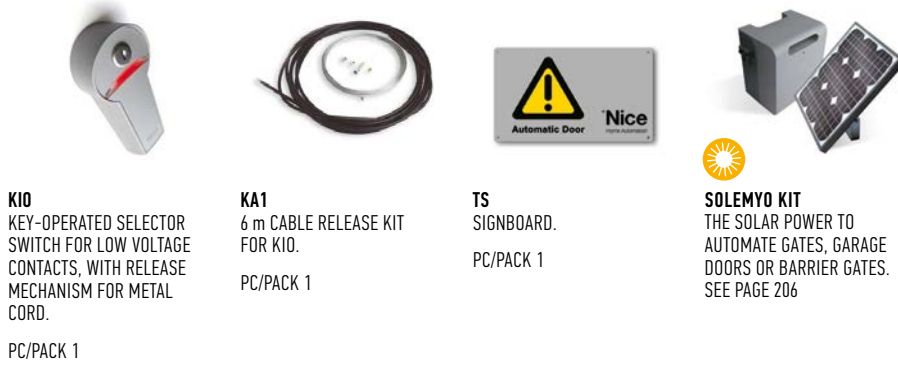 Automatic Door
Nice
Home Automation
KIO
KEY-OPERATED SELECTOR
SWITCH FOR LOW VOLTAGE
CONTACTS, WITH RELEASE
MECHANISM FOR METAL
CORD.
PC/PACK 1
KA1
6 m CABLE RELEASE KIT
FOR KIO.
PC/PACK 1
TS
SIGNBOARD.
PC/PACK 1
SOLEMYO KIT
THE SOLAR POWER TO
AUTOMATE GATES, GARAGE
DOORS OR BARRIER GATES.
SEE PAGE 206